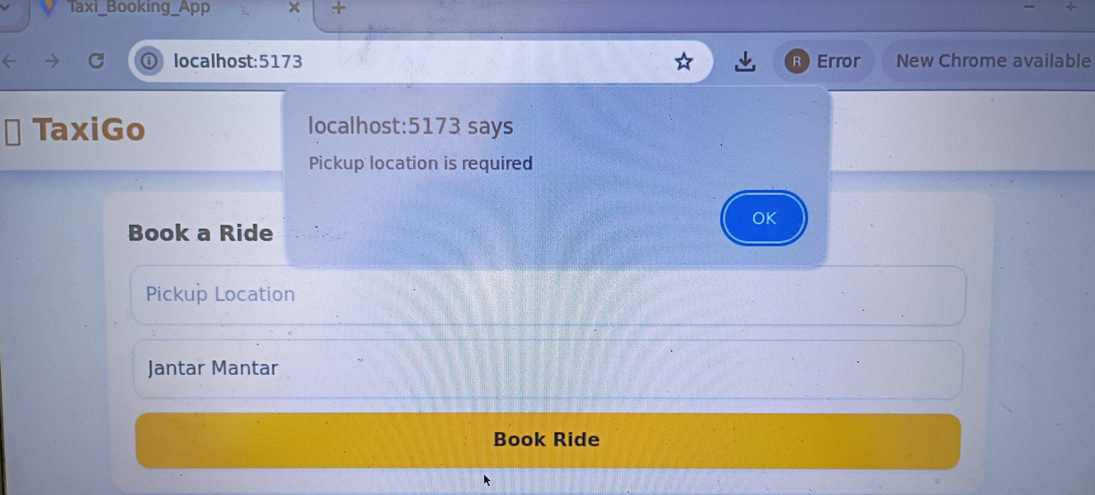 Taxi_Booking_App
localhost:5173
R
Error
New Chrome available
TaxiGo
localhost:5173 says
Pickup location is required
OK
Book a Ride
Pickup Location
Jantar Mantar
Book Ride